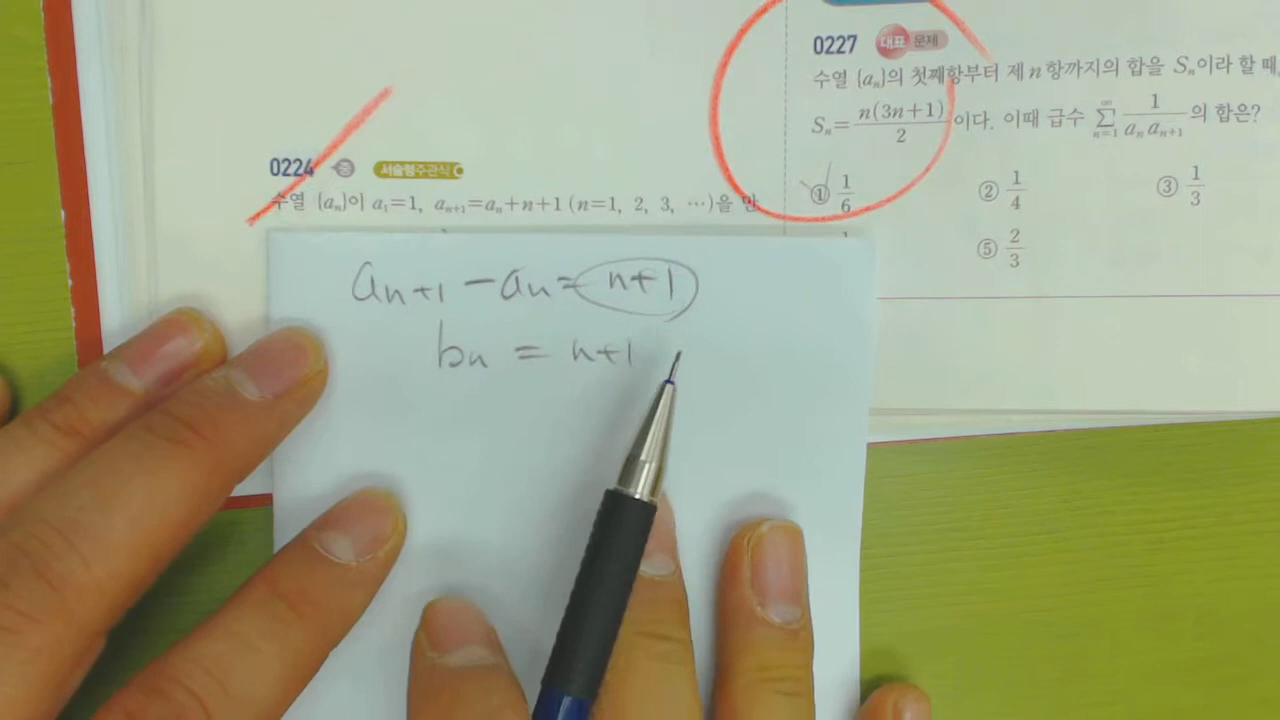 0224 중 서술형 주관식
수열 {aₙ}이 a₁=1, aₙ₊₁=aₙ+n+1 (n=1, 2, 3, ⋯)을 만
aₙ₊₁ - aₙ = n+1
bₙ = n+1
0227 대표 문제
수열 {aₙ}의 첫째항부터 제 n항까지의 합을 Sₙ이라 할 때,
Sₙ = n(3n+1)/2 이다. 이때 급수 ∑_{n=1}^{∞} 1/(aₙaₙ₊₁) 의 합은?
① 1/6 ② 1/4 ③ 1/3
⑤ 2/3